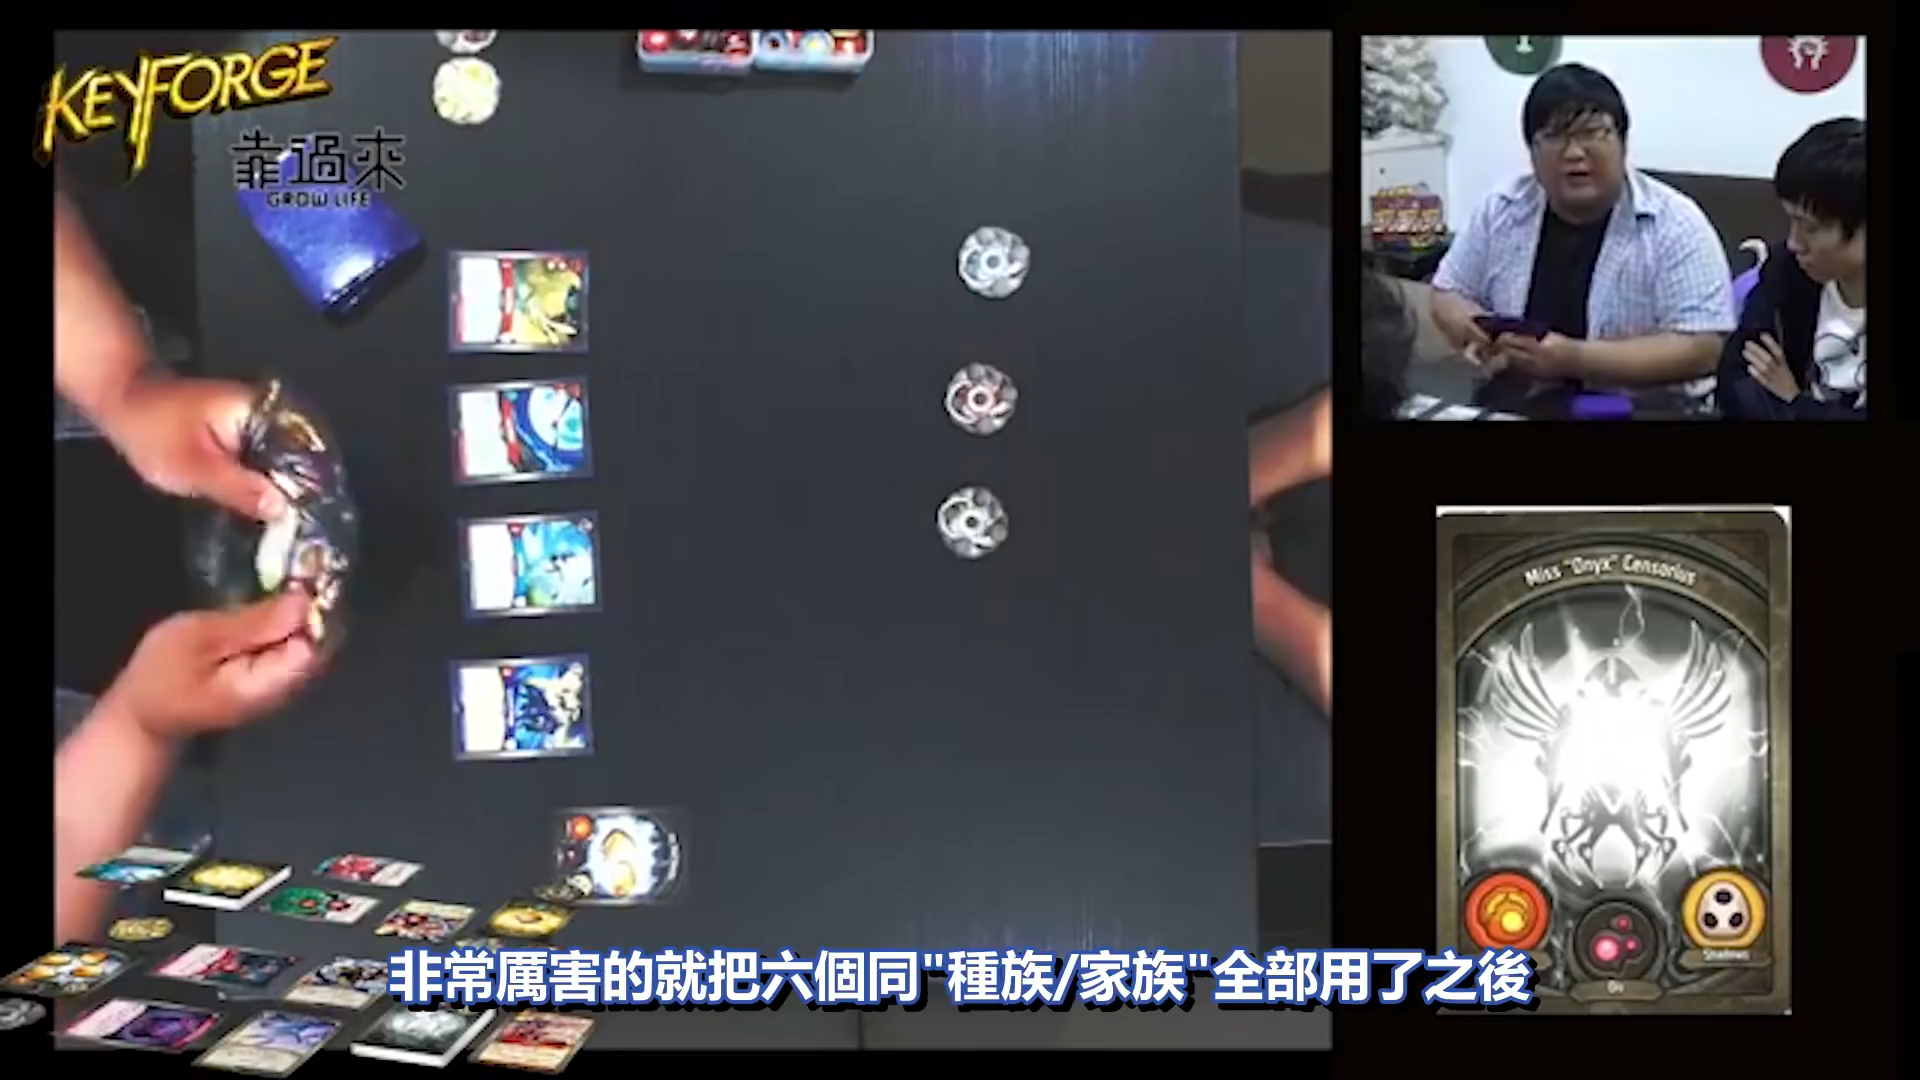 KEYFORGE
靠過來
GROW LIFE
Miss "Onyx" Censorius
Dis
Shadows
非常厲害的就把六個同"種族/家族"全部用了之後